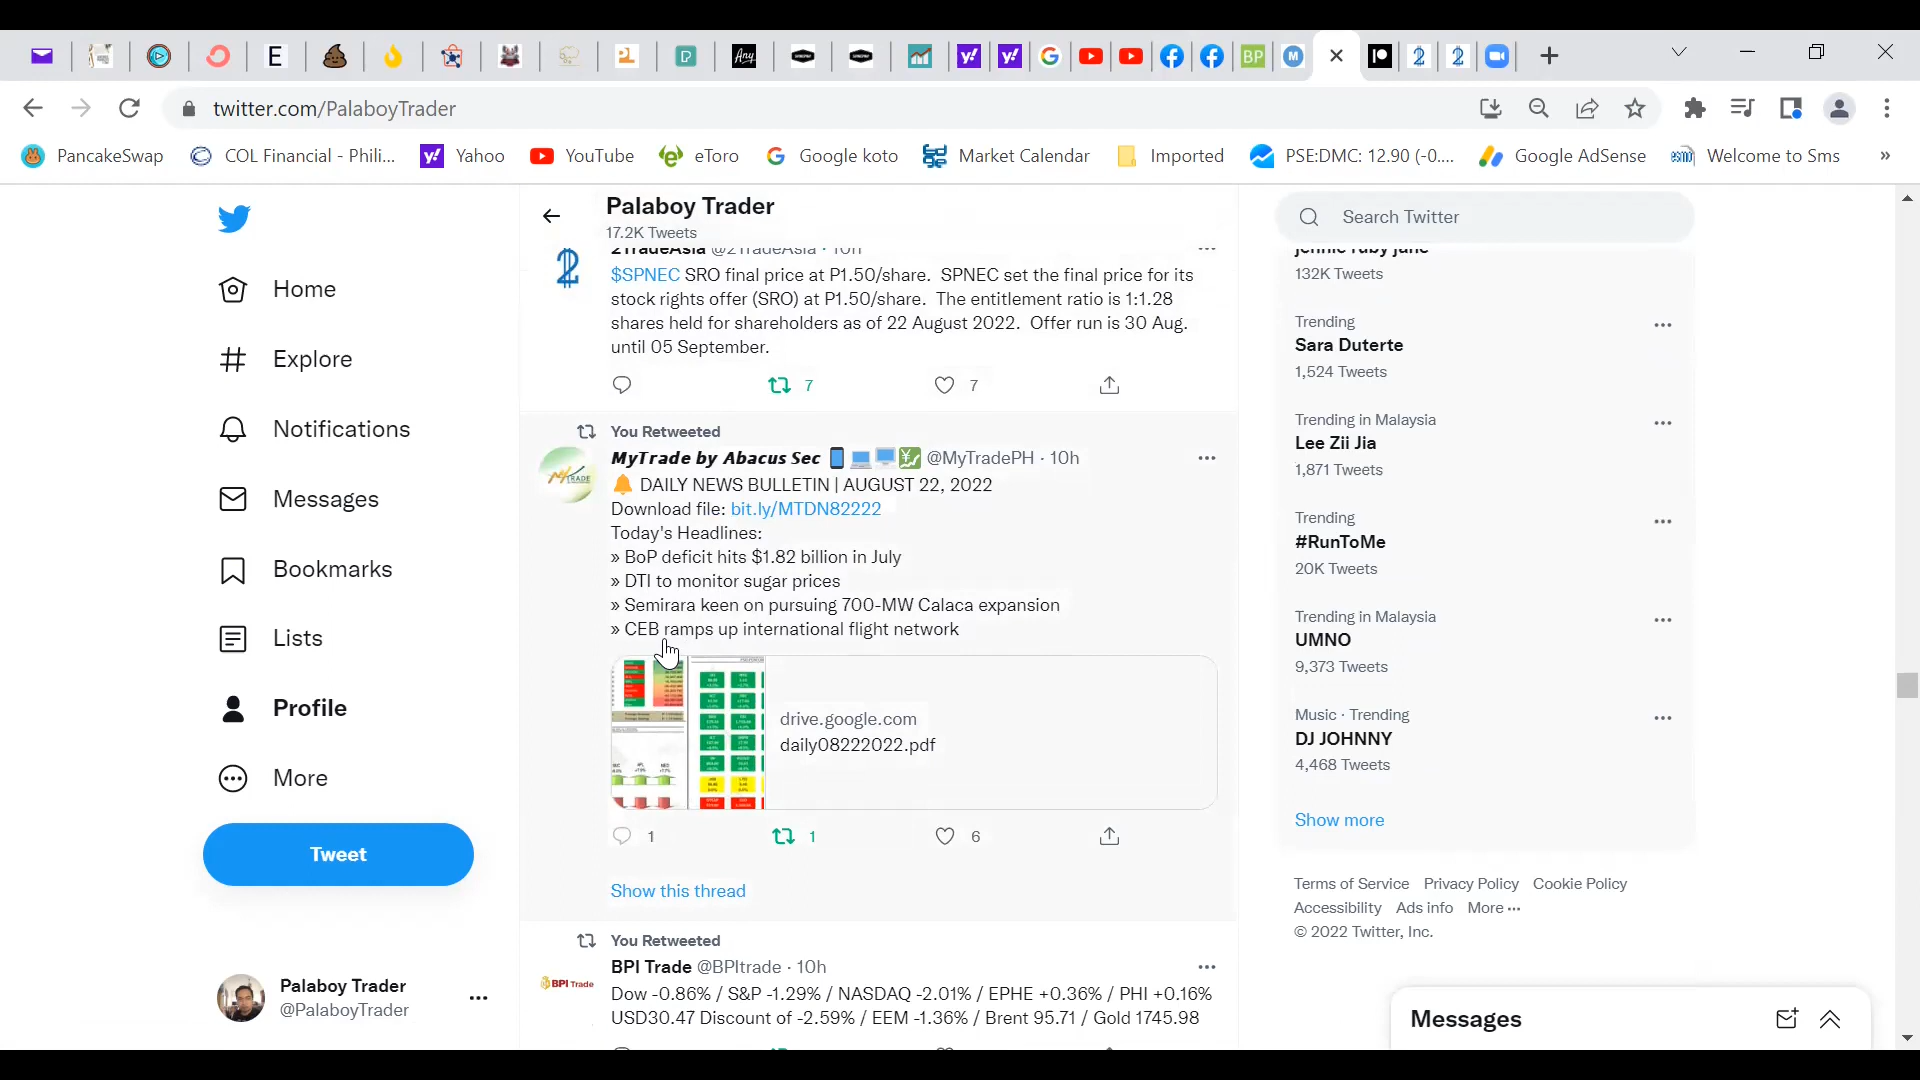 twitter.com/PalaboyTrader
PancakeSwap
COL Financial - Phili...
Yahoo
YouTube
eToro
Google koto
Market Calendar
Imported
PSE:DMC: 12.90 (-0....
Google AdSense
Welcome to Sms
»
Home
Explore
Notifications
Messages
Bookmarks
Lists
Profile
More
Tweet
Palaboy Trader
@PalaboyTrader
Palaboy Trader
17.2K Tweets
2TradeAsia @2TradeAsia · 10h
$SPNEC SRO final price at P1.50/share. SPNEC set the final price for its
stock rights offer (SRO) at P1.50/share. The entitlement ratio is 1:1.28
shares held for shareholders as of 22 August 2022. Offer run is 30 Aug.
until 05 September.
7 7
You Retweeted
MyTrade by Abacus Sec @MyTradePH · 10h
DAILY NEWS BULLETIN | AUGUST 22, 2022
Download file: bit.ly/MTDN82222
Today's Headlines:
» BoP deficit hits $1.82 billion in July
» DTI to monitor sugar prices
» Semirara keen on pursuing 700-MW Calaca expansion
» CEB ramps up international flight network
drive.google.com
daily08222022.pdf
1 1 6
Show this thread
You Retweeted
BPI Trade
BPI Trade @BPItrade · 10h
Dow -0.86% / S&P -1.29% / NASDAQ -2.01% / EPHE +0.36% / PHI +0.16%
USD30.47 Discount of -2.59% / EEM -1.36% / Brent 95.71 / Gold 1745.98
Search Twitter
jennie ruby jane
132K Tweets
Trending
Sara Duterte
1,524 Tweets
Trending in Malaysia
Lee Zii Jia
1,871 Tweets
Trending
#RunToMe
20K Tweets
Trending in Malaysia
UMNO
9,373 Tweets
Music · Trending
DJ JOHNNY
4,468 Tweets
Show more
Terms of Service Privacy Policy Cookie Policy
Accessibility Ads info More ···
© 2022 Twitter, Inc.
Messages